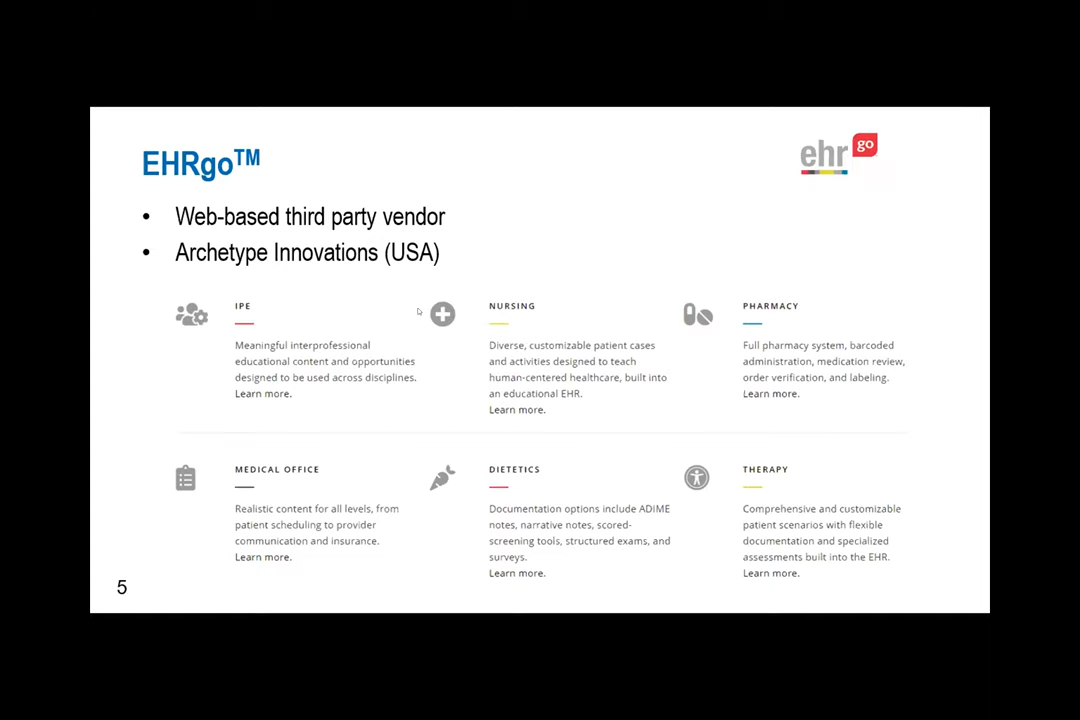 EHRgo™
ehr go
• Web-based third party vendor
• Archetype Innovations (USA)
IPE
Meaningful interprofessional
educational content and opportunities
designed to be used across disciplines.
Learn more.
NURSING
Diverse, customizable patient cases
and activities designed to teach
human-centered healthcare, built into
an educational EHR.
Learn more.
PHARMACY
Full pharmacy system, barcoded
administration, medication review,
order verification, and labeling.
Learn more.
MEDICAL OFFICE
Realistic content for all levels, from
patient scheduling to provider
communication and insurance.
Learn more.
DIETETICS
Documentation options include ADIME
notes, narrative notes, scored-
screening tools, structured exams, and
surveys.
Learn more.
THERAPY
Comprehensive and customizable
patient scenarios with flexible
documentation and specialized
assessments built into the EHR.
Learn more.
5